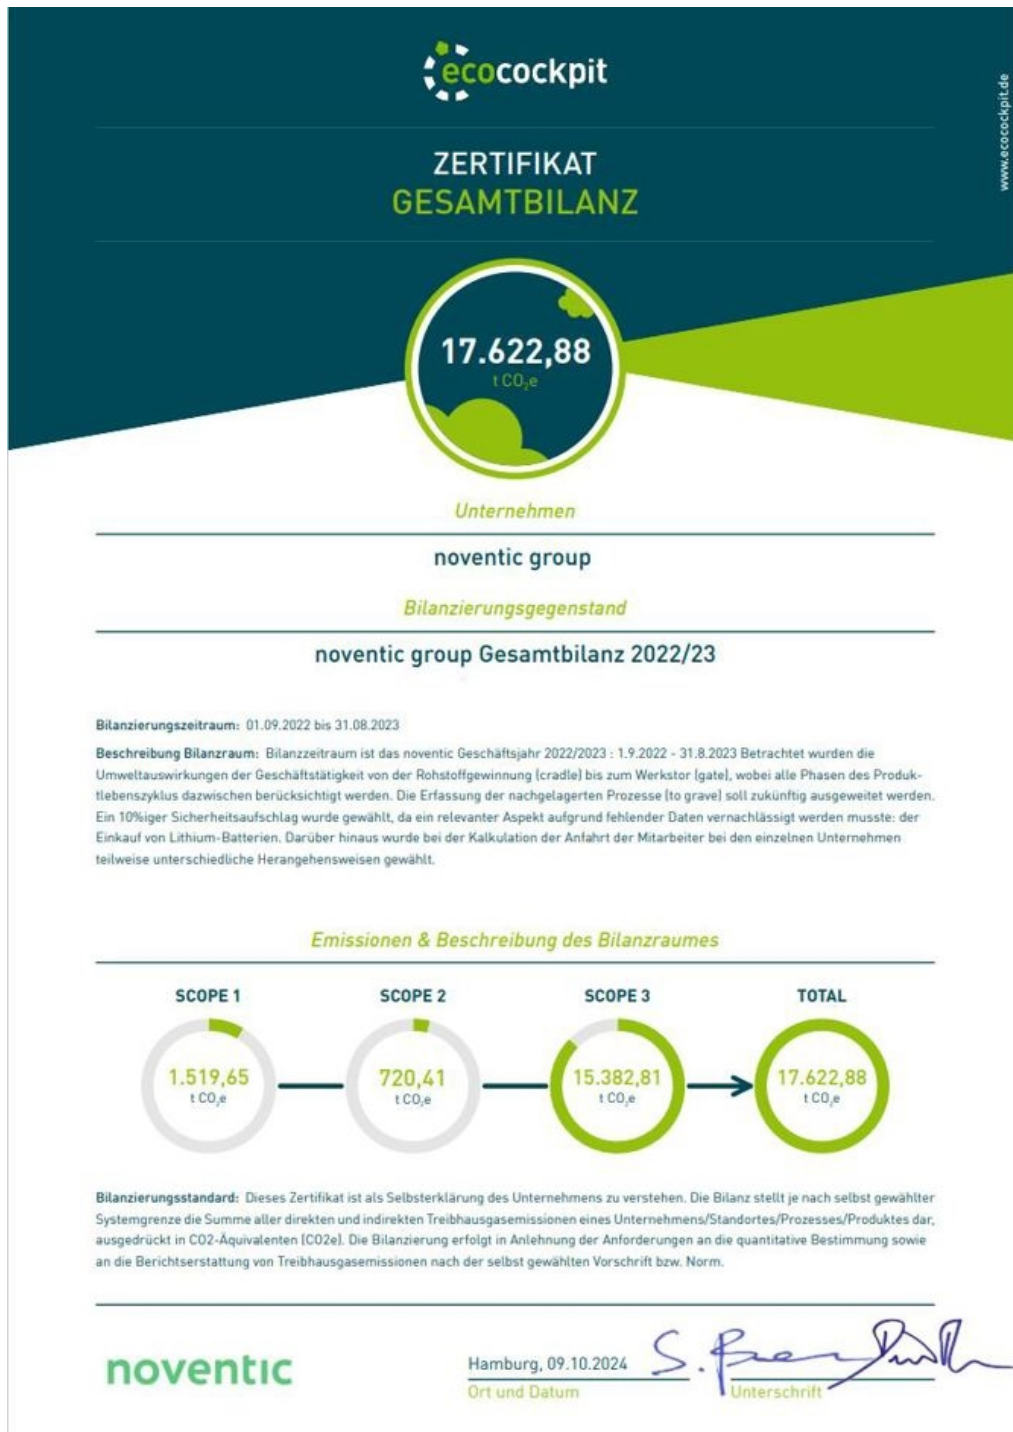 ecocockpit
www.ecocockpit.de
ZERTIFIKAT
GESAMTBILANZ
17.622,88
t CO₂e
Unternehmen
noventic group
Bilanzierungsgegenstand
noventic group Gesamtbilanz 2022/23
Bilanzierungszeitraum: 01.09.2022 bis 31.08.2023
Beschreibung Bilanzraum: Bilanzzeitraum ist das noventic Geschäftsjahr 2022/2023 : 1.9.2022 - 31.8.2023 Betrachtet wurden die
Umweltauswirkungen der Geschäftstätigkeit von der Rohstoffgewinnung (cradle) bis zum Werkstor (gate), wobei alle Phasen des Produk-
tlebenszyklus dazwischen berücksichtigt werden. Die Erfassung der nachgelagerten Prozesse (to grave) soll zukünftig ausgeweitet werden.
Ein 10%iger Sicherheitsaufschlag wurde gewählt, da ein relevanter Aspekt aufgrund fehlender Daten vernachlässigt werden musste: der
Einkauf von Lithium-Batterien. Darüber hinaus wurde bei der Kalkulation der Anfahrt der Mitarbeiter bei den einzelnen Unternehmen
teilweise unterschiedliche Herangehensweisen gewählt.
Emissionen & Beschreibung des Bilanzraumes
SCOPE 1 SCOPE 2 SCOPE 3 TOTAL
1.519,65 720,41 15.382,81 17.622,88
t CO₂e t CO₂e t CO₂e t CO₂e
Bilanzierungsstandard: Dieses Zertifikat ist als Selbsterklärung des Unternehmens zu verstehen. Die Bilanz stellt je nach selbst gewählter
Systemgrenze die Summe aller direkten und indirekten Treibhausgasemissionen eines Unternehmens/Standortes/Prozesses/Produktes dar,
ausgedrückt in CO2-Äquivalenten (CO2e). Die Bilanzierung erfolgt in Anlehnung der Anforderungen an die quantitative Bestimmung sowie
an die Berichtserstattung von Treibhausgasemissionen nach der selbst gewählten Vorschrift bzw. Norm.
noventic
Hamburg, 09.10.2024
Ort und Datum
Unterschrift